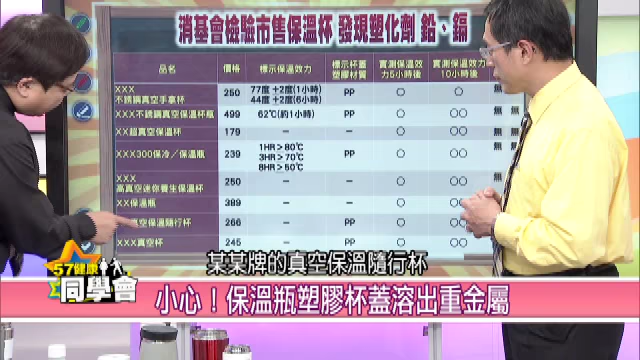 消基會檢驗市售保溫杯 發現塑化劑 鉛、鎘
品名 價格 標示保溫效力 標示杯蓋塑膠材質 實測保溫效力5小時後 實測保溫效力10小時後
XXX
不銹鋼真空手拿杯 250 77度 +2度(1小時) 44度 +2度(6小時) PP ○ ○ 無
XXX不銹鋼真空保溫杯瓶 499 62℃(約1小時) PP ○ ○○ 無
XX超真空保溫杯 179 – – ○ ○○
XXX300保冷／保溫瓶 239 1HR＞80℃ 3HR＞70℃ 8HR＞50℃ PP ○ ○○
XXX
高真空迷你養生保溫杯 250 – – ○ ○○ 無
XX保溫瓶 389 – – ○ ○○
真空保溫隨行杯 266 – PP ○ ○○
XXX真空杯 245 – PP ○ ○○
某某牌的真空保溫隨行杯
57健康
同學會
小心！保溫瓶塑膠杯蓋溶出重金屬